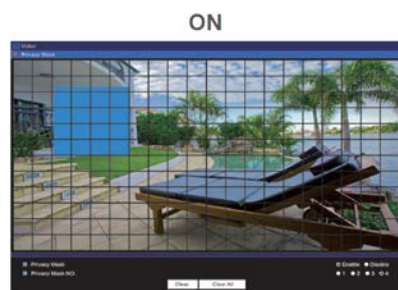 ON
Video
Privacy Mask
Privacy Mask
Enable Disable
Privacy Mask NO.
1 2 3 4
Clear
Clear All